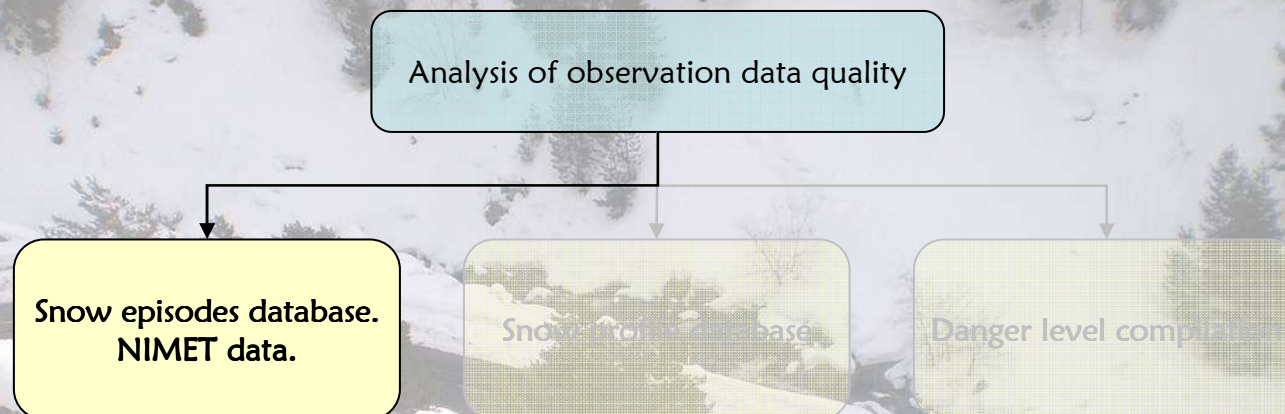 Analysis of observation data quality
Snow episodes database.
NIMET data.
Snow profile database
Danger level compilation